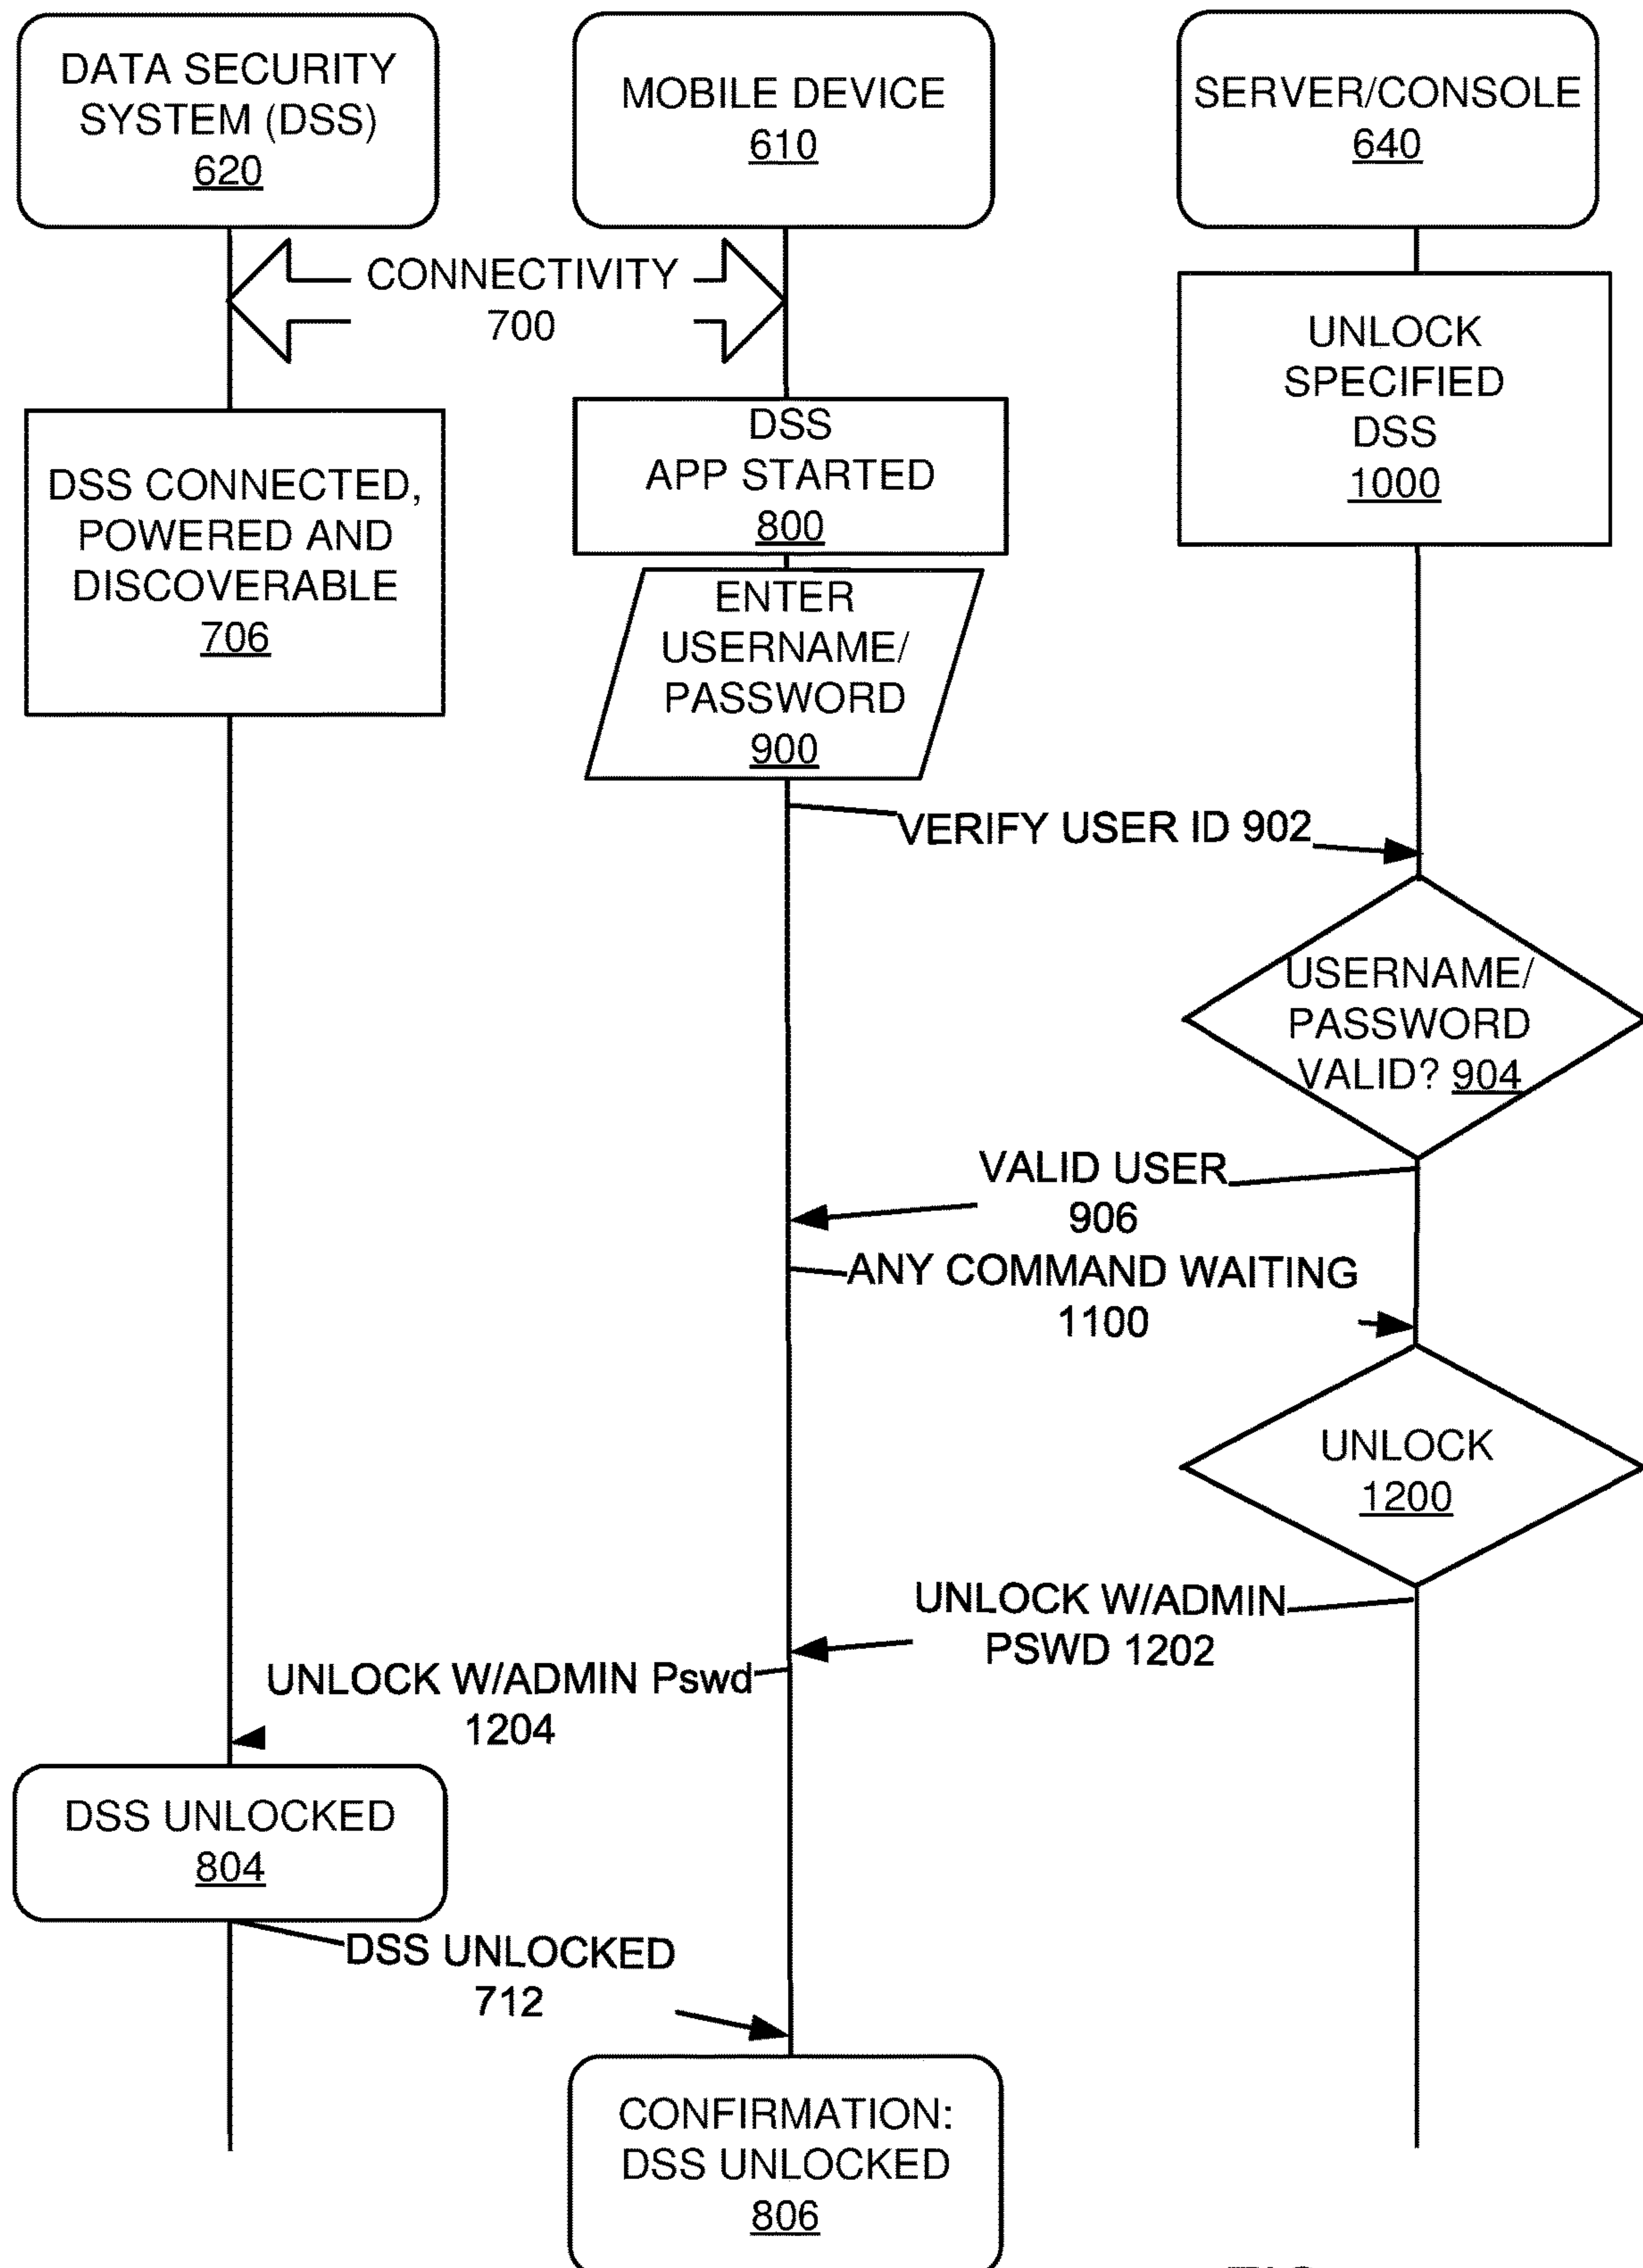 DATA SECURITY
SYSTEM (DSS)
620
MOBILE DEVICE
610
SERVER/CONSOLE
640
CONNECTIVITY
700
UNLOCK
SPECIFIED
DSS
1000
DSS CONNECTED,
POWERED AND
DISCOVERABLE
706
DSS
APP STARTED
800
ENTER
USERNAME/
PASSWORD
900
VERIFY USER ID 902
USERNAME/
PASSWORD
VALID? 904
VALID USER
906
ANY COMMAND WAITING
1100
UNLOCK
1200
UNLOCK W/ADMIN
PSWD 1202
UNLOCK W/ADMIN Pswd
1204
DSS UNLOCKED
804
DSS UNLOCKED
712
CONFIRMATION:
DSS UNLOCKED
806